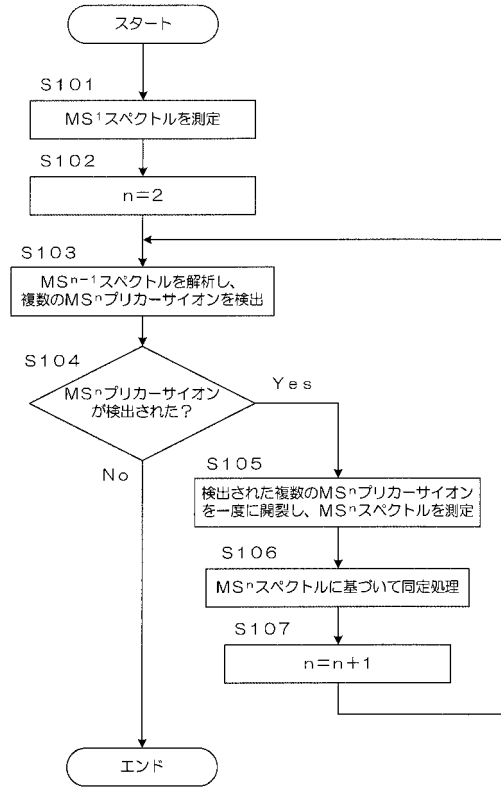 スタート
S101
MS¹スペクトルを測定
S102
n=2
S103
MSⁿ⁻¹スペクトルを解析し、
複数のMSⁿプリカーサイオンを検出
S104
MSⁿプリカーサイオン
が検出された?
Yes
No
S105
検出された複数のMSⁿプリカーサイオン
を一度に開裂し、MSⁿスペクトルを測定
S106
MSⁿスペクトルに基づいて同定処理
S107
n=n+1
エンド